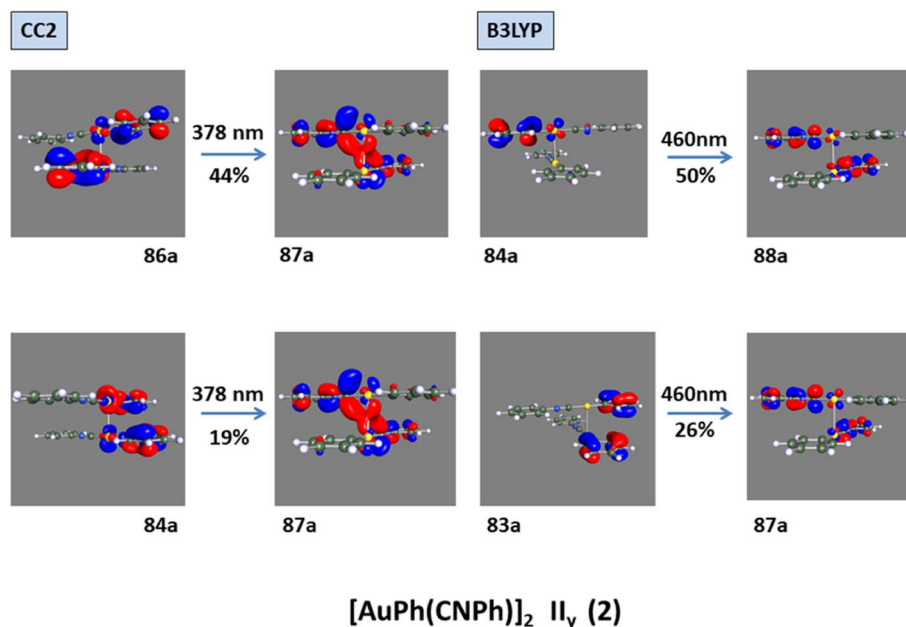 CC2 B3LYP
378 nm 460nm
44% 50%
86a 87a 84a 88a
378 nm 460nm
19% 26%
84a 87a 83a 87a
[AuPh(CNPh)]₂ IIᵧ (2)